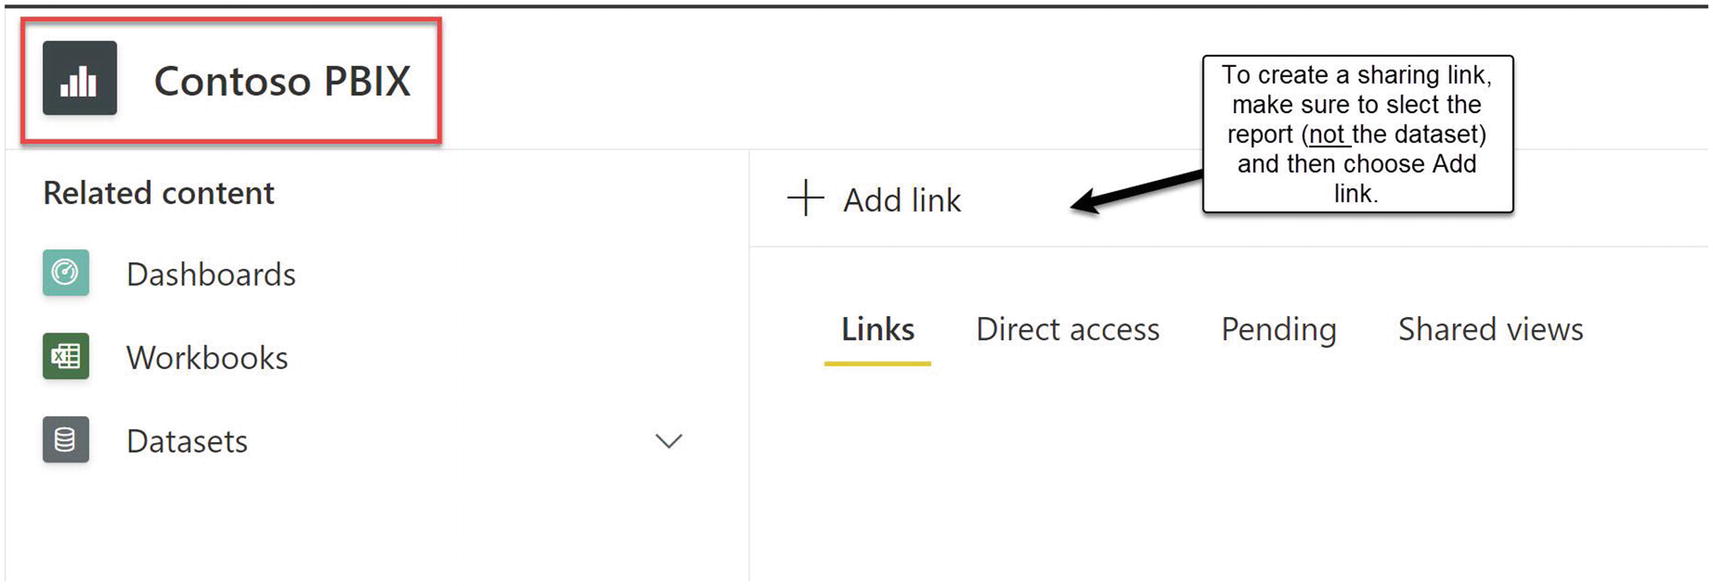 Contoso PBIX
To create a sharing link,
make sure to slect the
report (not the dataset)
and then choose Add
link.
Related content
Add link
Dashboards
Links Direct access Pending Shared views
Workbooks
Datasets